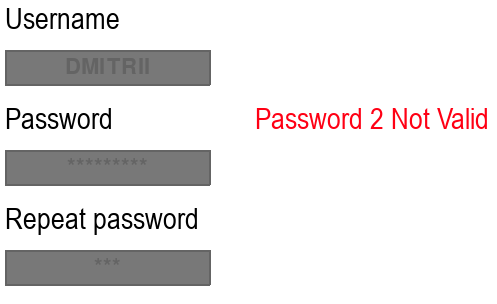 Username
DMITRII
Password
Password 2 Not Valid
*********
Repeat password
***